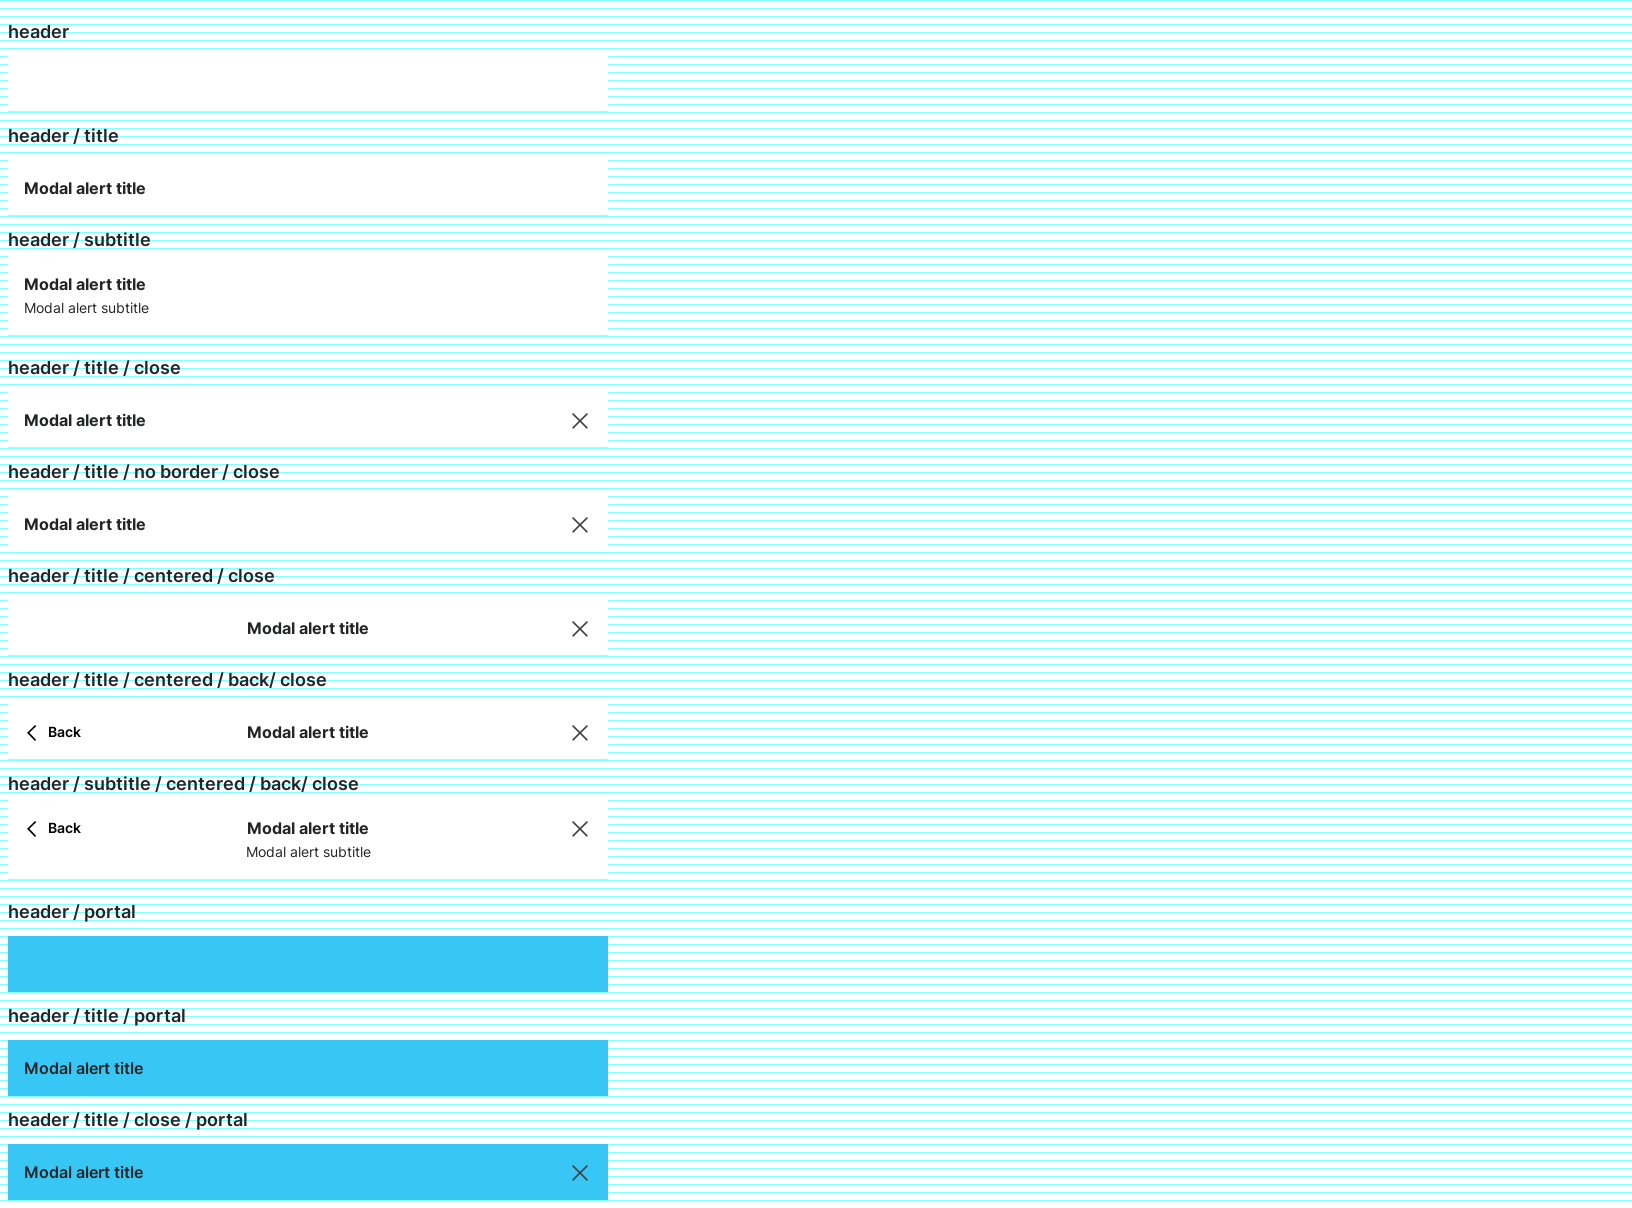 header
header / title
Modal alert title
header / subtitle
Modal alert title
Modal alert subtitle
header / title / close
Modal alert title
header / title / no border / close
Modal alert title
header / title / centered / close
Modal alert title
header / title / centered / back/ close
Back Modal alert title
header / subtitle / centered / back/ close
Back Modal alert title
Modal alert subtitle
header / portal
header / title / portal
Modal alert title
header / title / close / portal
Modal alert title